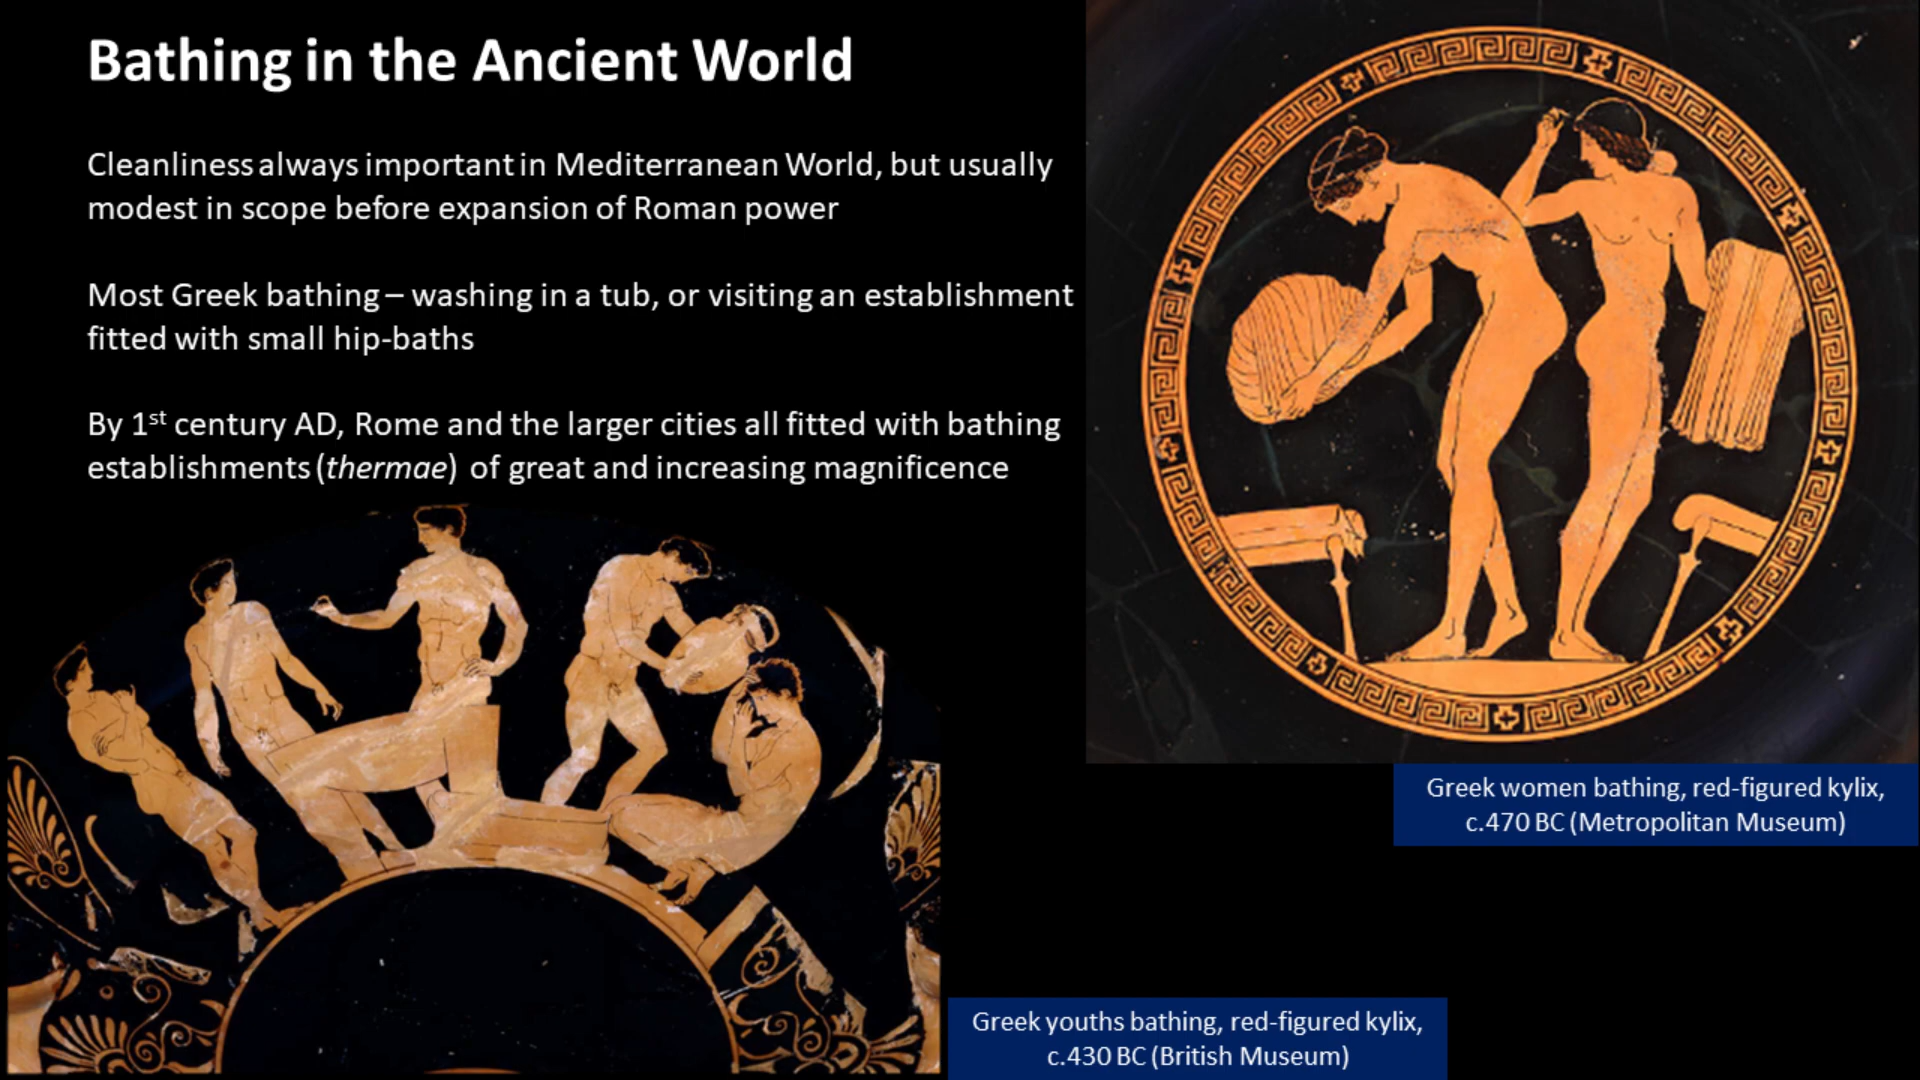 Bathing in the Ancient World
Cleanliness always important in Mediterranean World, but usually
modest in scope before expansion of Roman power
Most Greek bathing – washing in a tub, or visiting an establishment
fitted with small hip-baths
By 1st century AD, Rome and the larger cities all fitted with bathing
establishments (thermae) of great and increasing magnificence
Greek women bathing, red-figured kylix,
c.470 BC (Metropolitan Museum)
Greek youths bathing, red-figured kylix,
c.430 BC (British Museum)